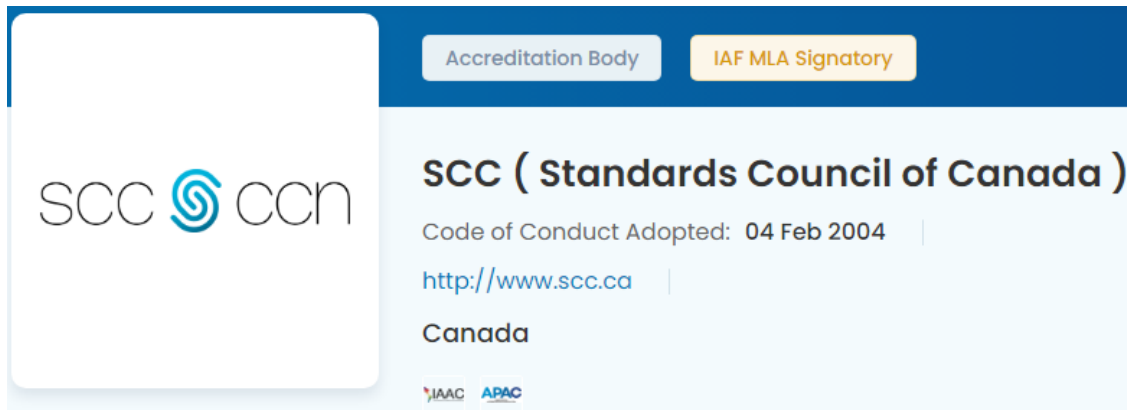 Accreditation Body
IAF MLA Signatory
scc ccn
SCC ( Standards Council of Canada )
Code of Conduct Adopted: 04 Feb 2004
http://www.scc.ca
Canada
IAAC APAC